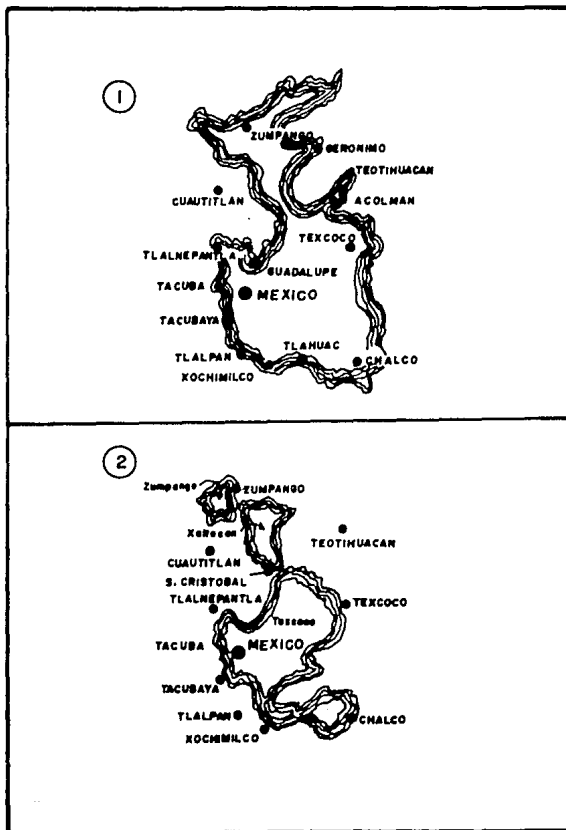 1
ZUMPANGO
GERONIMO
TEOTIHUACAN
CUAUTITLAN
ACOLMAN
TEXCOCO
TLALNEPANTLA
GUADALUPE
TACUBA
MEXICO
TACUBAYA
TLAHUAC
TLALPAN
CHALCO
XOCHIMILCO
2
Zumpango
ZUMPANGO
Xaltocan
TEOTIHUACAN
CUAUTITLAN
S. CRISTOBAL
TLALNEPANTLA
TEXCOCO
Texcoco
TACUBA
MEXICO
TACUBAYA
TLALPAN
CHALCO
XOCHIMILCO